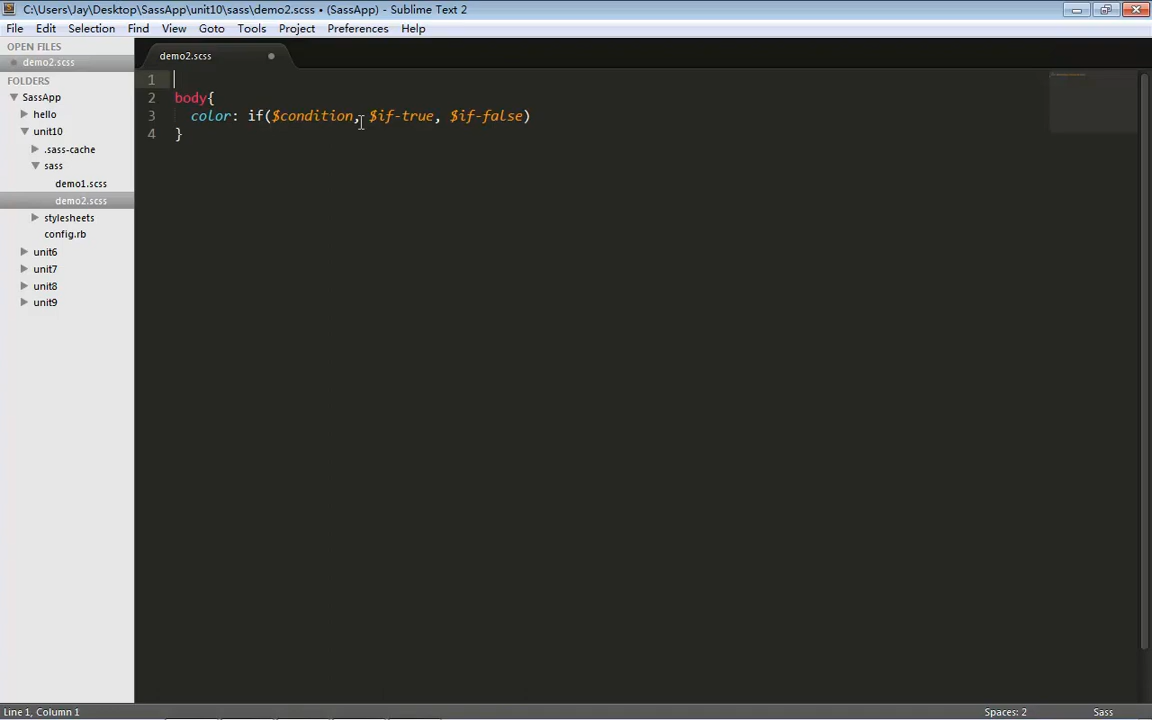 C:\Users\Jay\Desktop\SassApp\unit10\sass\demo2.scss • (SassApp) - Sublime Text 2
File Edit Selection Find View Goto Tools Project Preferences Help
OPEN FILES
demo2.scss
FOLDERS
SassApp
hello
unit10
.sass-cache
sass
demo1.scss
demo2.scss
stylesheets
config.rb
unit6
unit7
unit8
unit9
demo2.scss
1
2 body{
3 color: if($condition, $if-true, $if-false)
4 }
Line 1, Column 1
Spaces: 2
Sass